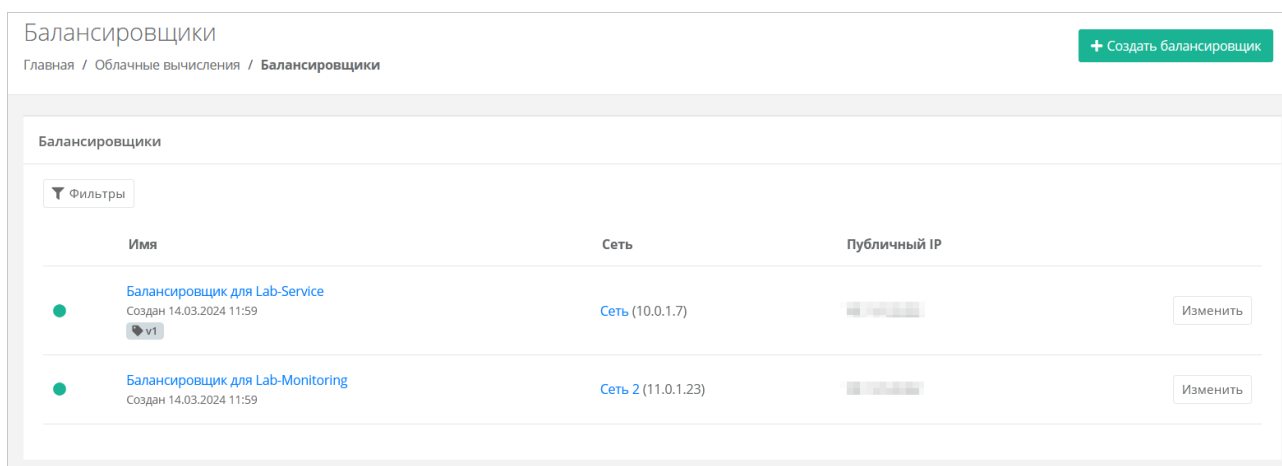 Балансировщики
Главная / Облачные вычисления / Балансировщики
+ Создать балансировщик
Балансировщики
Фильтры
Имя Сеть Публичный IP
Балансировщик для Lab-Service
Создан 14.03.2024 11:59
v1
Сеть (10.0.1.7)
Изменить
Балансировщик для Lab-Monitoring
Создан 14.03.2024 11:59
Сеть 2 (11.0.1.23)
Изменить